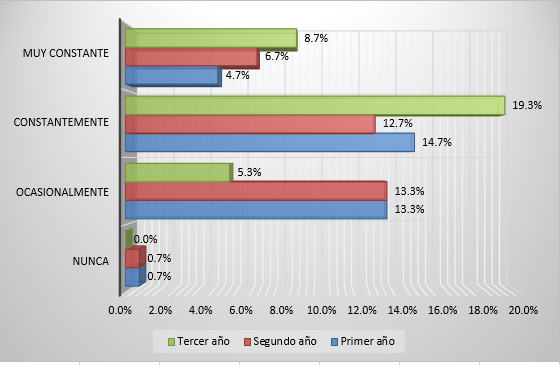 MUY CONSTANTE
8.7%
6.7%
4.7%
CONSTANTEMENTE
19.3%
12.7%
14.7%
OCASIONALMENTE
5.3%
13.3%
13.3%
NUNCA
0.0%
0.7%
0.7%
0.0% 2.0% 4.0% 6.0% 8.0% 10.0% 12.0% 14.0% 16.0% 18.0% 20.0%
Tercer año Segundo año Primer año